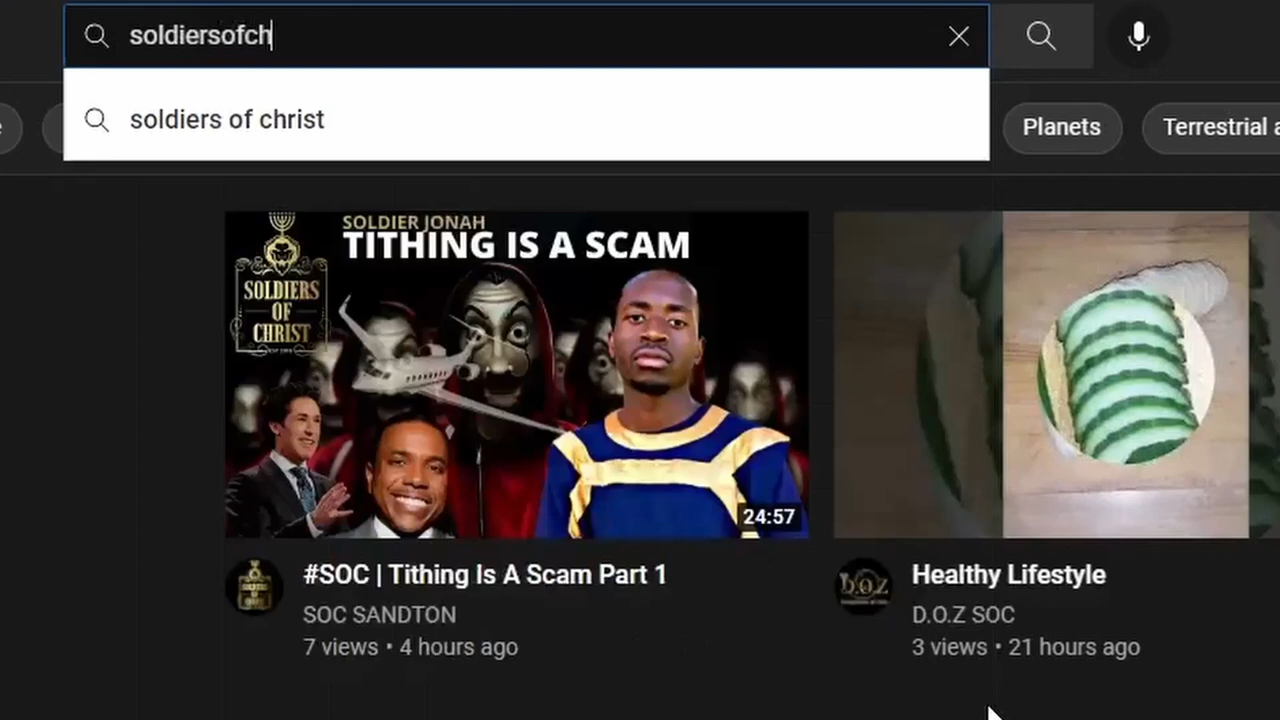 soldiersofch
soldiers of christ
Planets
Terrestrial a
SOLDIER JONAH
TITHING IS A SCAM
SOLDIERS
OF
CHRIST
24:57
#SOC | Tithing Is A Scam Part 1
SOC SANDTON
7 views • 4 hours ago
D.O.Z
Healthy Lifestyle
D.O.Z SOC
3 views • 21 hours ago